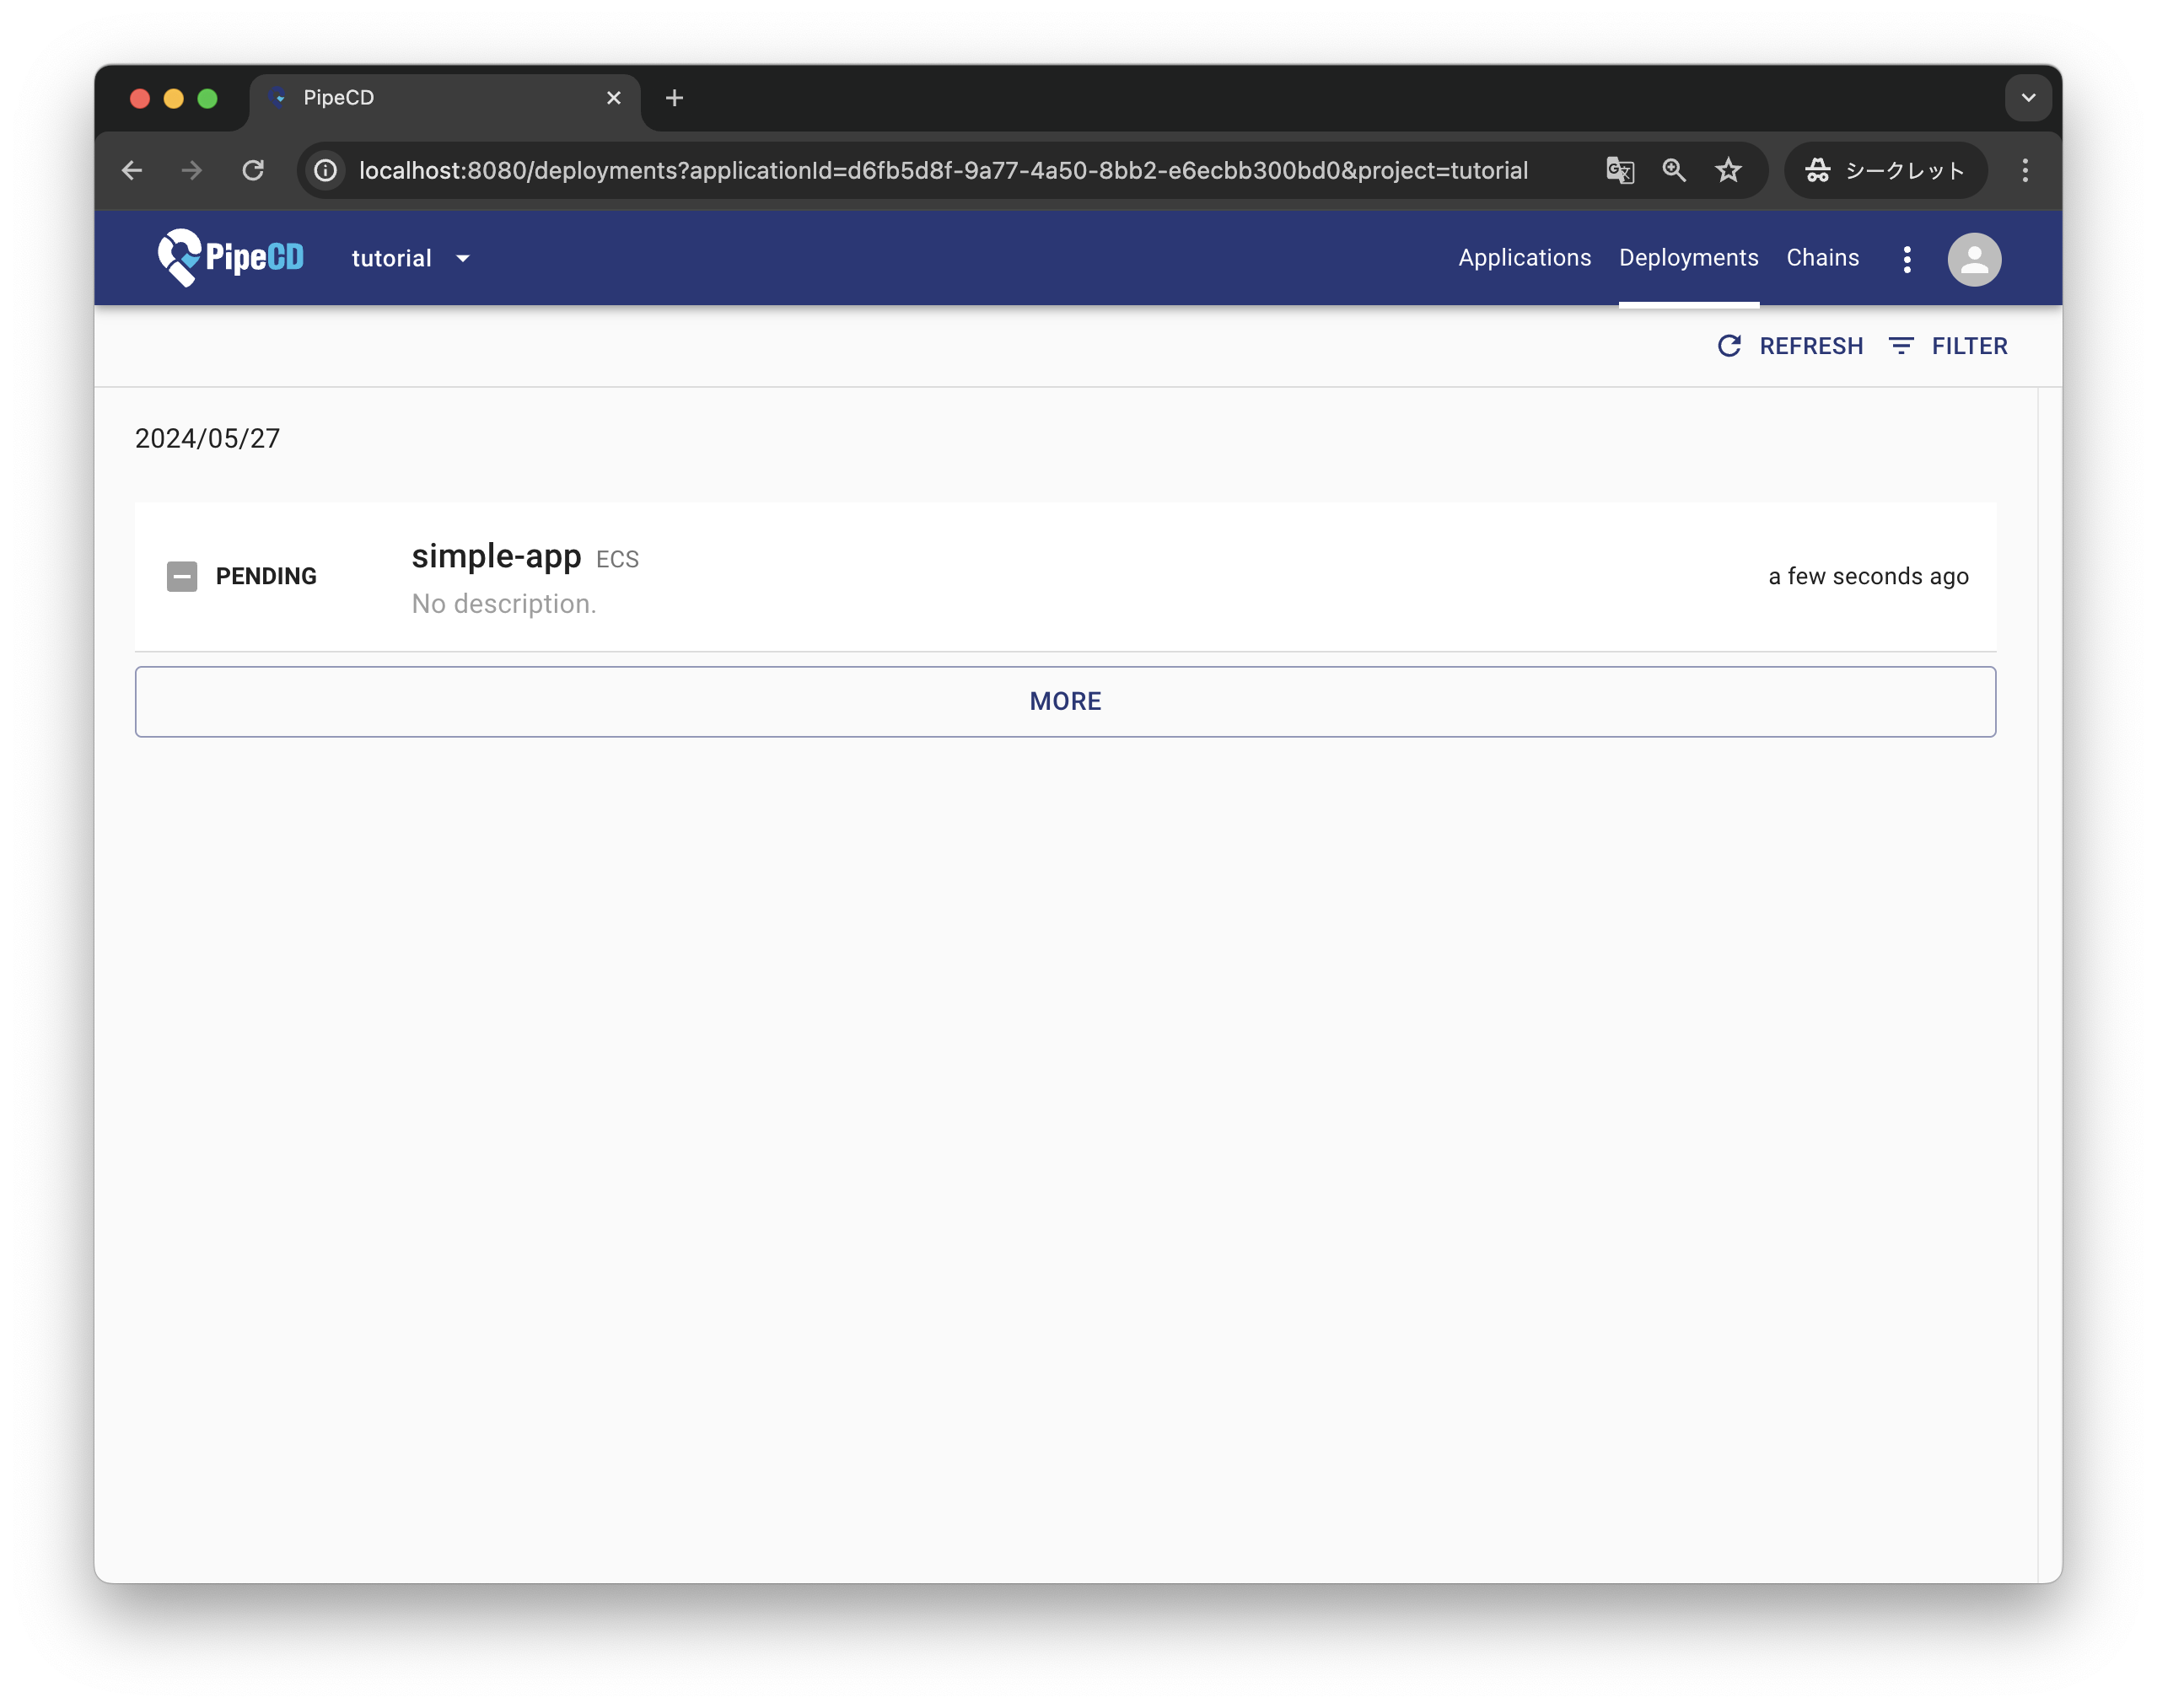 PipeCD
localhost:8080/deployments?applicationId=d6fb5d8f-9a77-4a50-8bb2-e6ecbb300bd0&project=tutorial
シークレット
PipeCD
tutorial
Applications
Deployments
Chains
REFRESH
FILTER
2024/05/27
PENDING
simple-app ECS
No description.
a few seconds ago
MORE